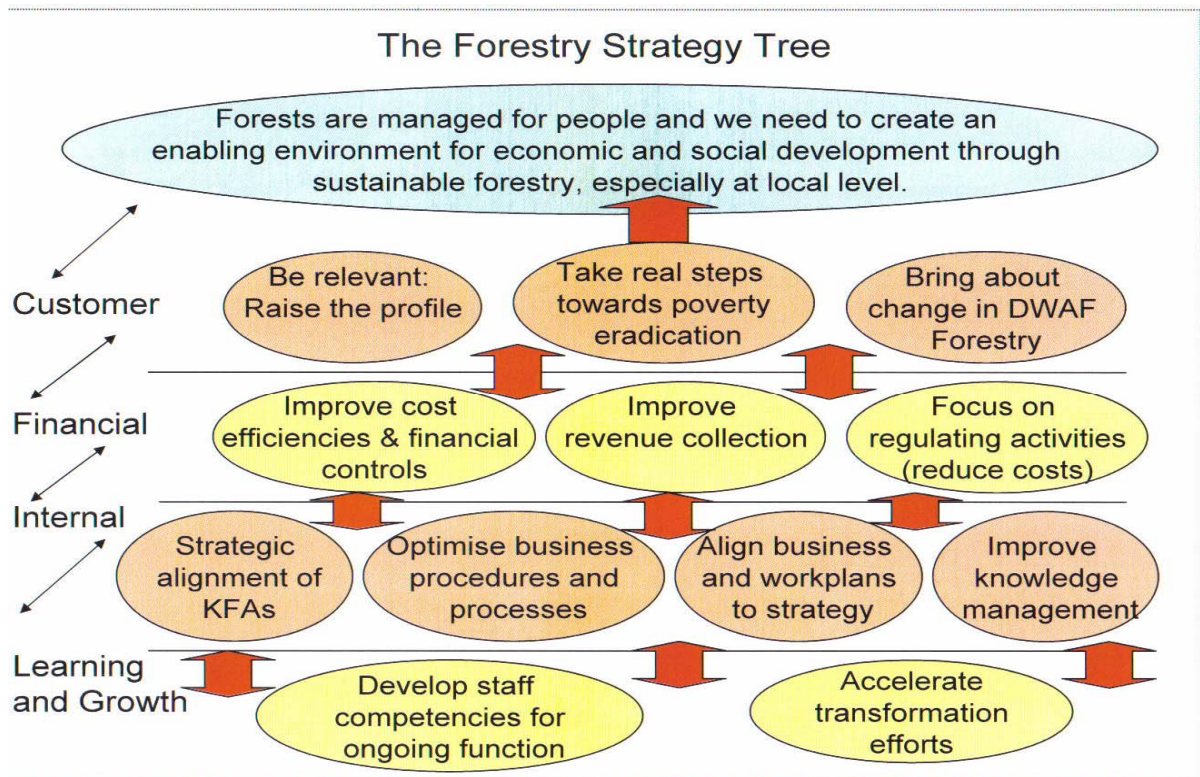 The Forestry Strategy Tree
Forests are managed for people and we need to create an
enabling environment for economic and social development through
sustainable forestry, especially at local level.
Customer
Be relevant:
Raise the profile
Take real steps
towards poverty
eradication
Bring about
change in DWAF
Forestry
Financial
Improve cost
efficiencies & financial
controls
Improve
revenue collection
Focus on
regulating activities
(reduce costs)
Internal
Strategic
alignment of
KFAs
Optimise business
procedures and
processes
Align business
and workplans
to strategy
Improve
knowledge
management
Learning
and Growth
Develop staff
competencies for
ongoing function
Accelerate
transformation
efforts